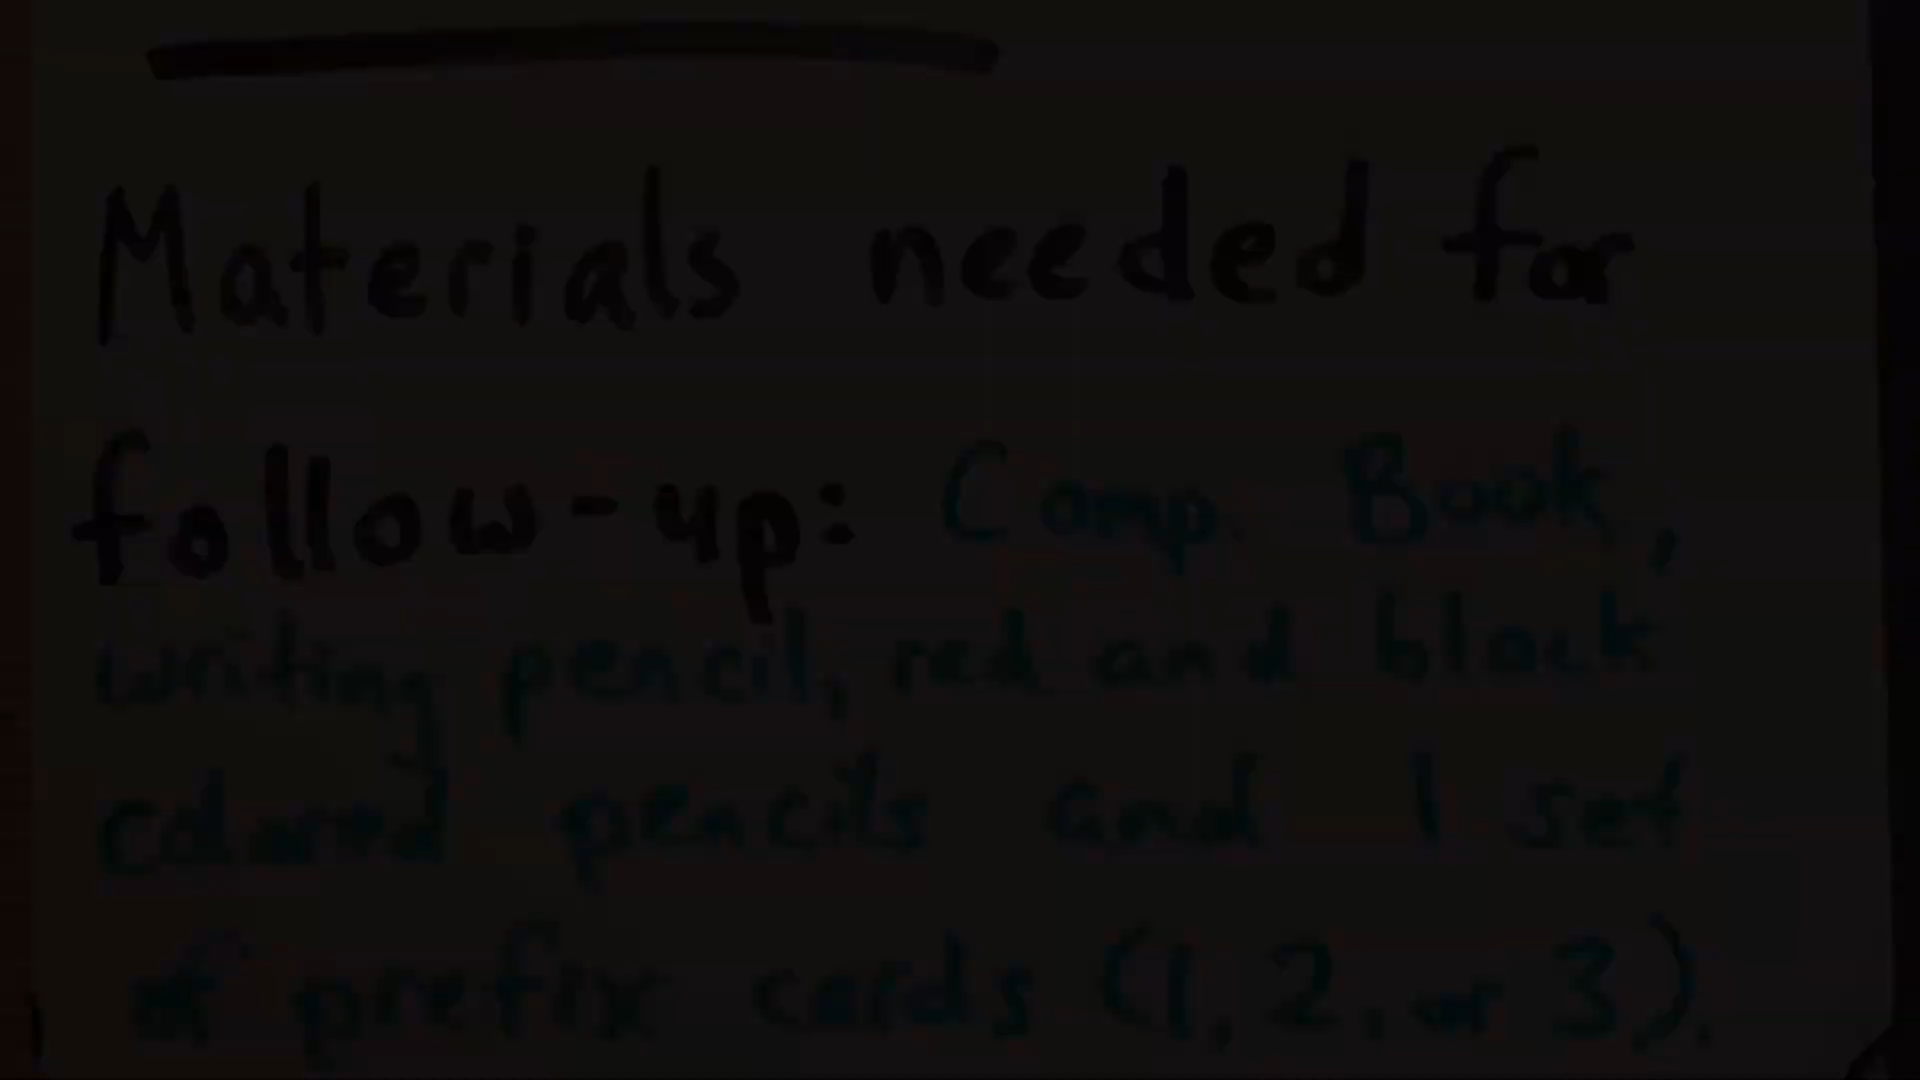 Materials needed for
follow-up: Comp. Book,
writing pencil, red and black
colored pencils and 1 set
of prefix cards (1, 2, or 3).